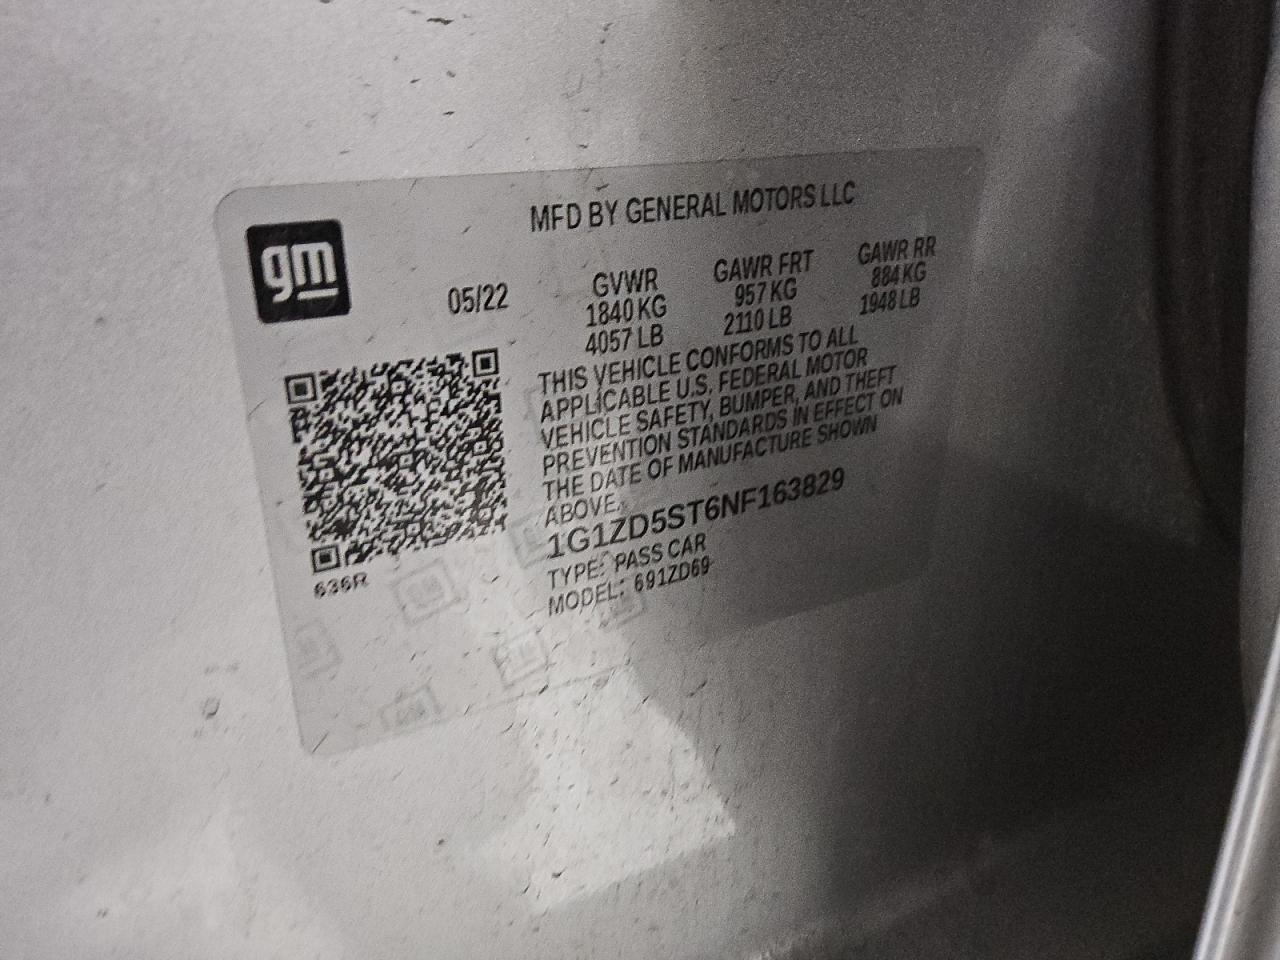 gm
MFD BY GENERAL MOTORS LLC
05/22
GVWR
1840 KG
4057 LB
GAWR FRT
957 KG
2110 LB
GAWR RR
884 KG
1948 LB
THIS VEHICLE CONFORMS TO ALL
APPLICABLE U.S. FEDERAL MOTOR
VEHICLE SAFETY, BUMPER, AND THEFT
PREVENTION STANDARDS IN EFFECT ON
THE DATE OF MANUFACTURE SHOWN
ABOVE.
1G1ZD5ST6NF163829
TYPE: PASS CAR
MODEL: 691ZD69
636R